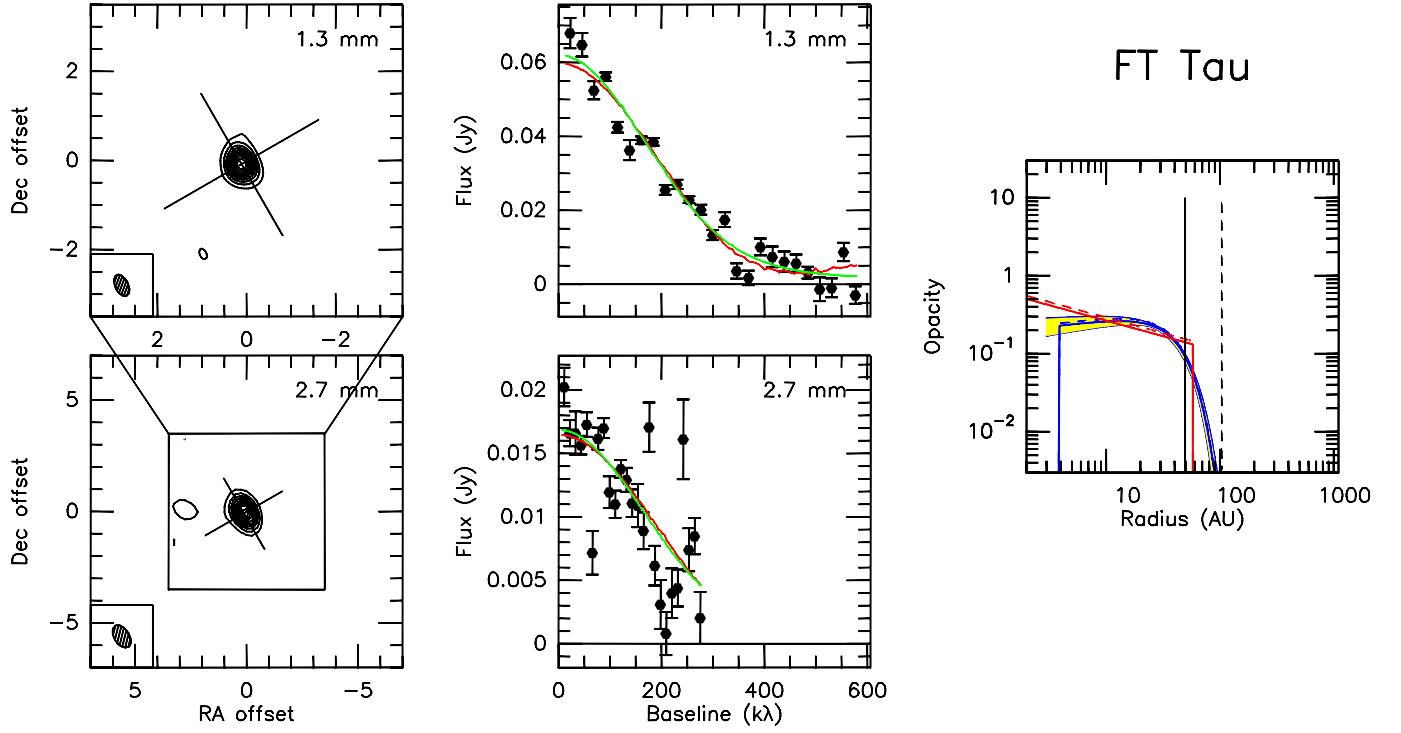 1.3 mm
Dec offset
2
0
−2
2
0
−2
2.7 mm
Dec offset
5
0
−5
5
0
−5
RA offset
1.3 mm
Flux (Jy)
0.06
0.04
0.02
0
2.7 mm
Flux (Jy)
0.02
0.015
0.01
0.005
0
0
200
400
600
Baseline (kλ)
FT Tau
Opacity
10
1
10⁻¹
10⁻²
10
100
1000
Radius (AU)